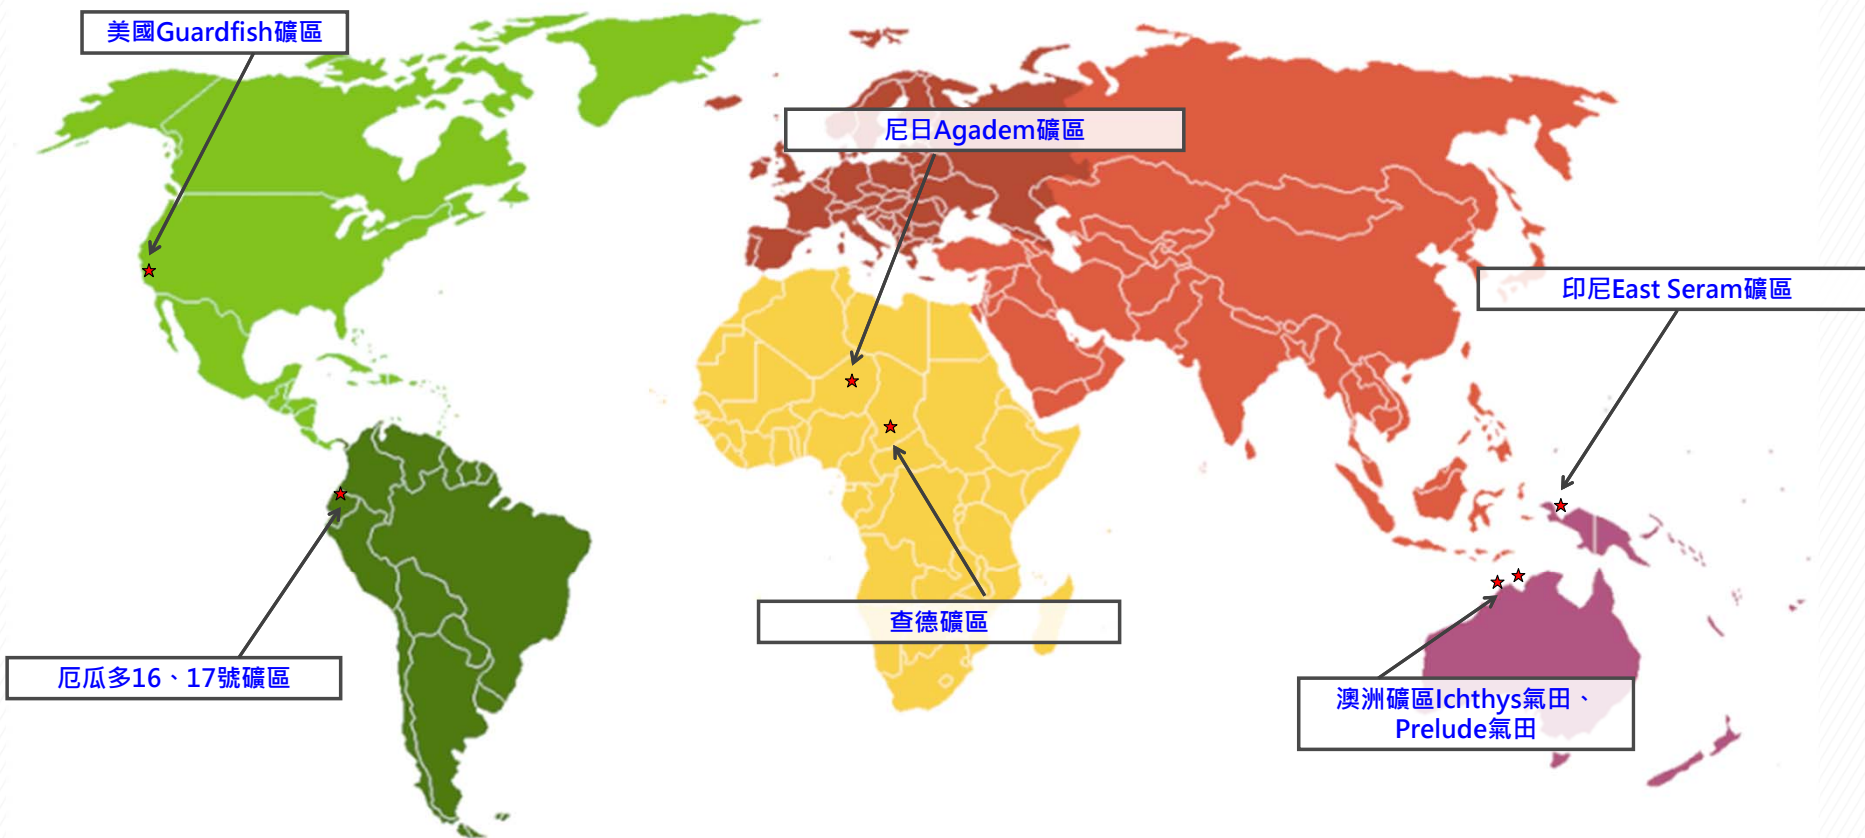 美國Guardfish礦區
尼日Agadem礦區
印尼East Seram礦區
查德礦區
厄瓜多16、17號礦區
澳洲礦區Ichthys氣田、
Prelude氣田